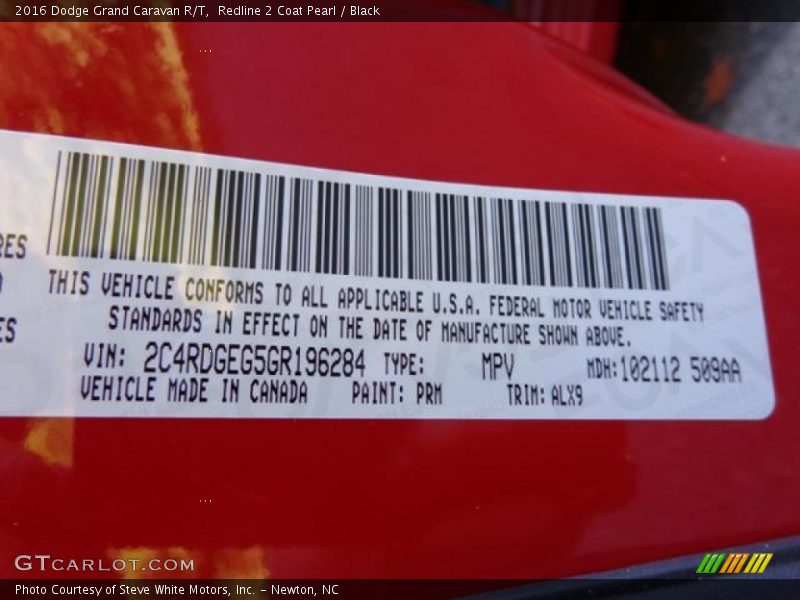 2016 Dodge Grand Caravan R/T, Redline 2 Coat Pearl / Black
RES
ES
THIS VEHICLE CONFORMS TO ALL APPLICABLE U.S.A. FEDERAL MOTOR VEHICLE SAFETY
STANDARDS IN EFFECT ON THE DATE OF MANUFACTURE SHOWN ABOVE.
VIN: 2C4RDGEG5GR196284 TYPE: MPV MDH:102112 509AA
VEHICLE MADE IN CANADA PAINT: PRM TRIM: ALX9
GTCARLOT.COM
Photo Courtesy of Steve White Motors, Inc. – Newton, NC